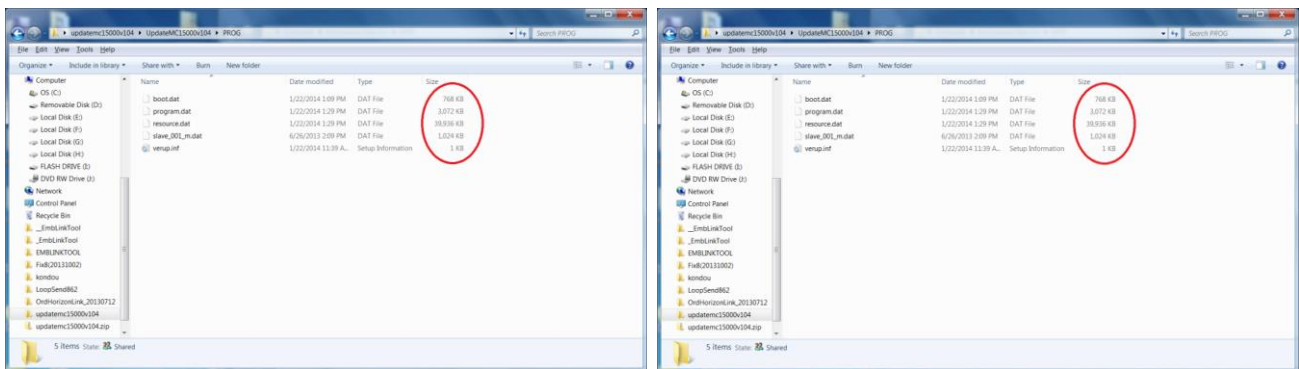 updatemc15000v104 ▸ UpdateMC15000v104 ▸ PROG
Search PROG
File Edit View Tools Help
Organize Include in library Share with Burn New folder
Computer
OS (C:)
Removable Disk (D:)
Local Disk (E:)
Local Disk (F:)
Local Disk (G:)
Local Disk (H:)
FLASH DRIVE (I:)
DVD RW Drive (J:)
Network
Control Panel
Recycle Bin
__EmbLinkTool
_EmbLinkTool
EMBLINKTOOL
FixB(20131002)
kondou
LoopSend862
OrdHorizonLink_20130712
updatemc15000v104
updatemc15000v104.zip
Name Date modified Type Size
boot.dat 1/22/2014 1:09 PM DAT File 768 KB
program.dat 1/22/2014 1:29 PM DAT File 3,072 KB
resource.dat 1/22/2014 1:29 PM DAT File 39,936 KB
slave_001_m.dat 6/26/2013 2:09 PM DAT File 1,024 KB
verup.inf 1/22/2014 11:39 A... Setup Information 1 KB
5 items State: Shared
updatemc15000v104 ▸ UpdateMC15000v104 ▸ PROG
Search PROG
File Edit View Tools Help
Organize Include in library Share with Burn New folder
Computer
OS (C:)
Removable Disk (D:)
Local Disk (E:)
Local Disk (F:)
Local Disk (G:)
Local Disk (H:)
FLASH DRIVE (I:)
DVD RW Drive (J:)
Network
Control Panel
Recycle Bin
__EmbLinkTool
_EmbLinkTool
EMBLINKTOOL
FixB(20131002)
kondou
LoopSend862
OrdHorizonLink_20130712
updatemc15000v104
updatemc15000v104.zip
Name Date modified Type Size
boot.dat 1/22/2014 1:09 PM DAT File 768 KB
program.dat 1/22/2014 1:29 PM DAT File 3,072 KB
resource.dat 1/22/2014 1:29 PM DAT File 39,936 KB
slave_001_m.dat 6/26/2013 2:09 PM DAT File 1,024 KB
verup.inf 1/22/2014 11:39 A... Setup Information 1 KB
5 items State: Shared